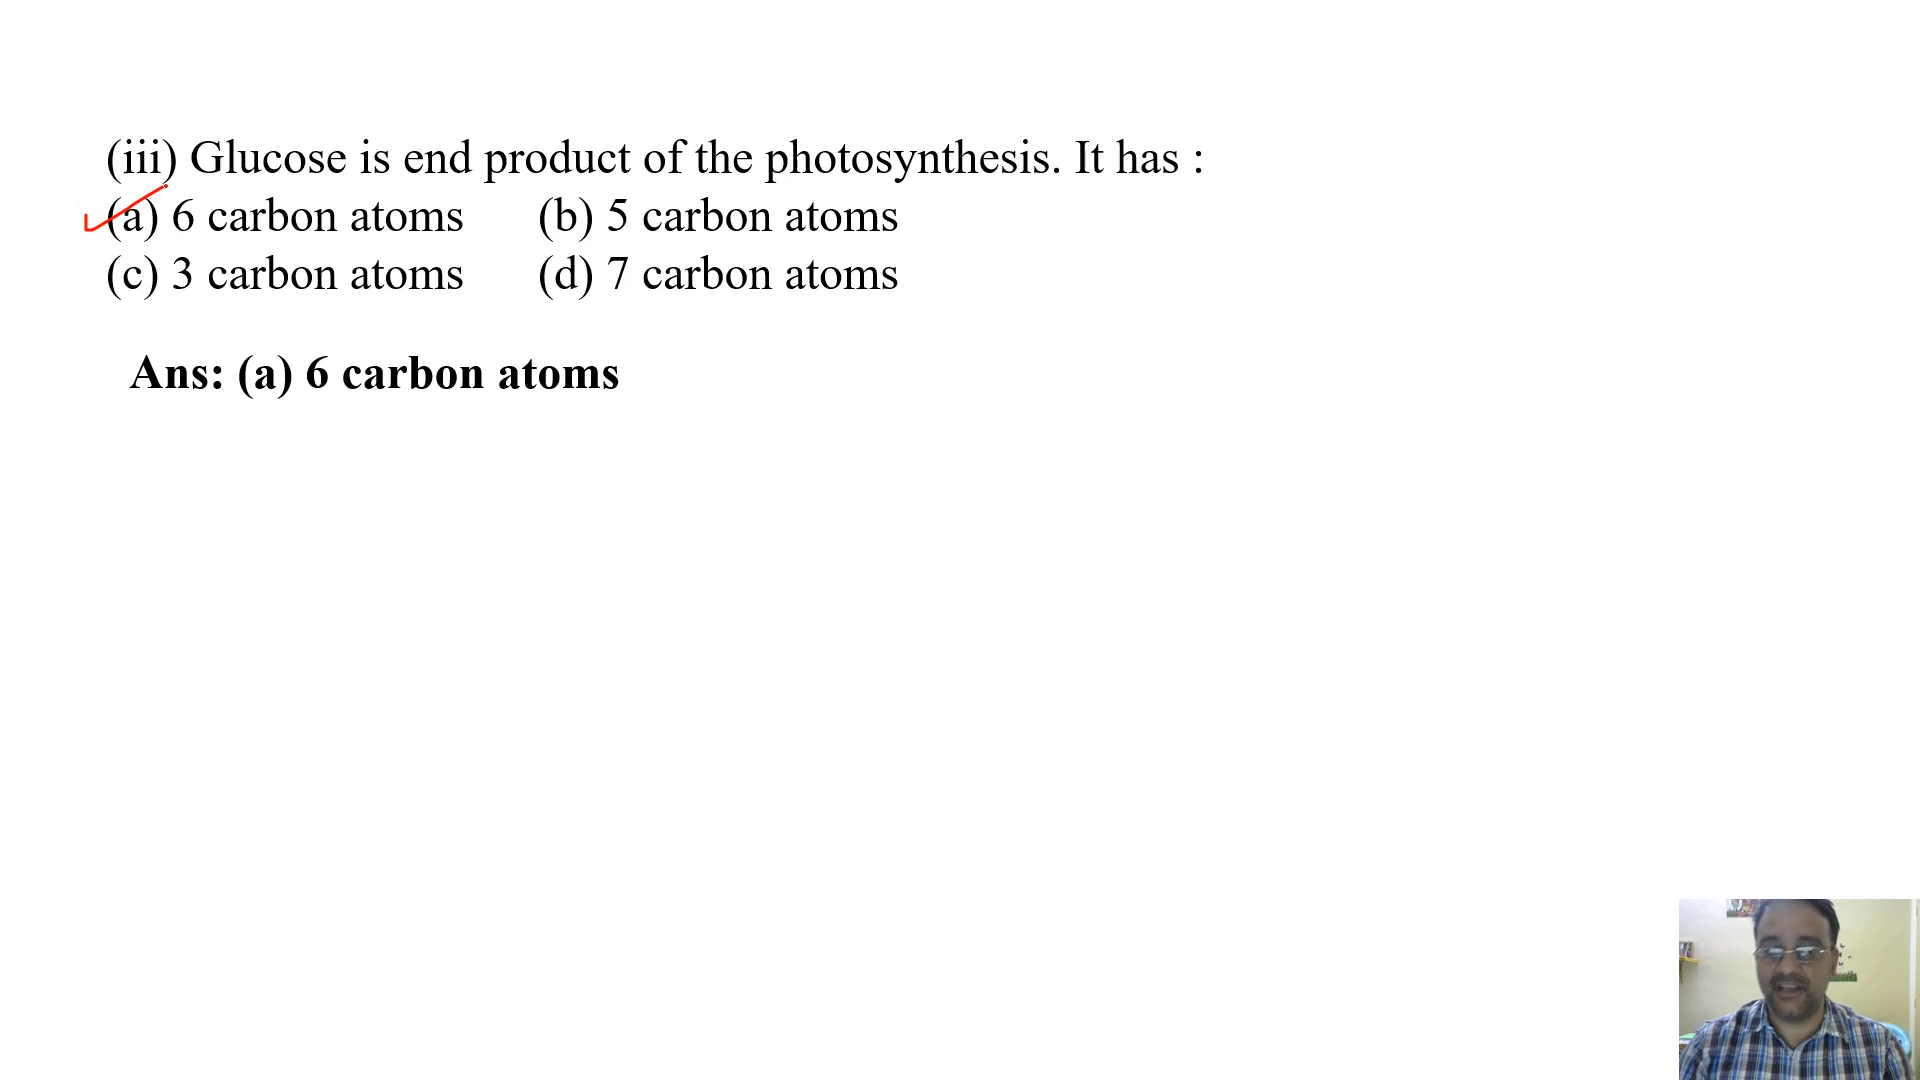 (iii) Glucose is end product of the photosynthesis. It has :
(a) 6 carbon atoms (b) 5 carbon atoms
(c) 3 carbon atoms (d) 7 carbon atoms
Ans: (a) 6 carbon atoms